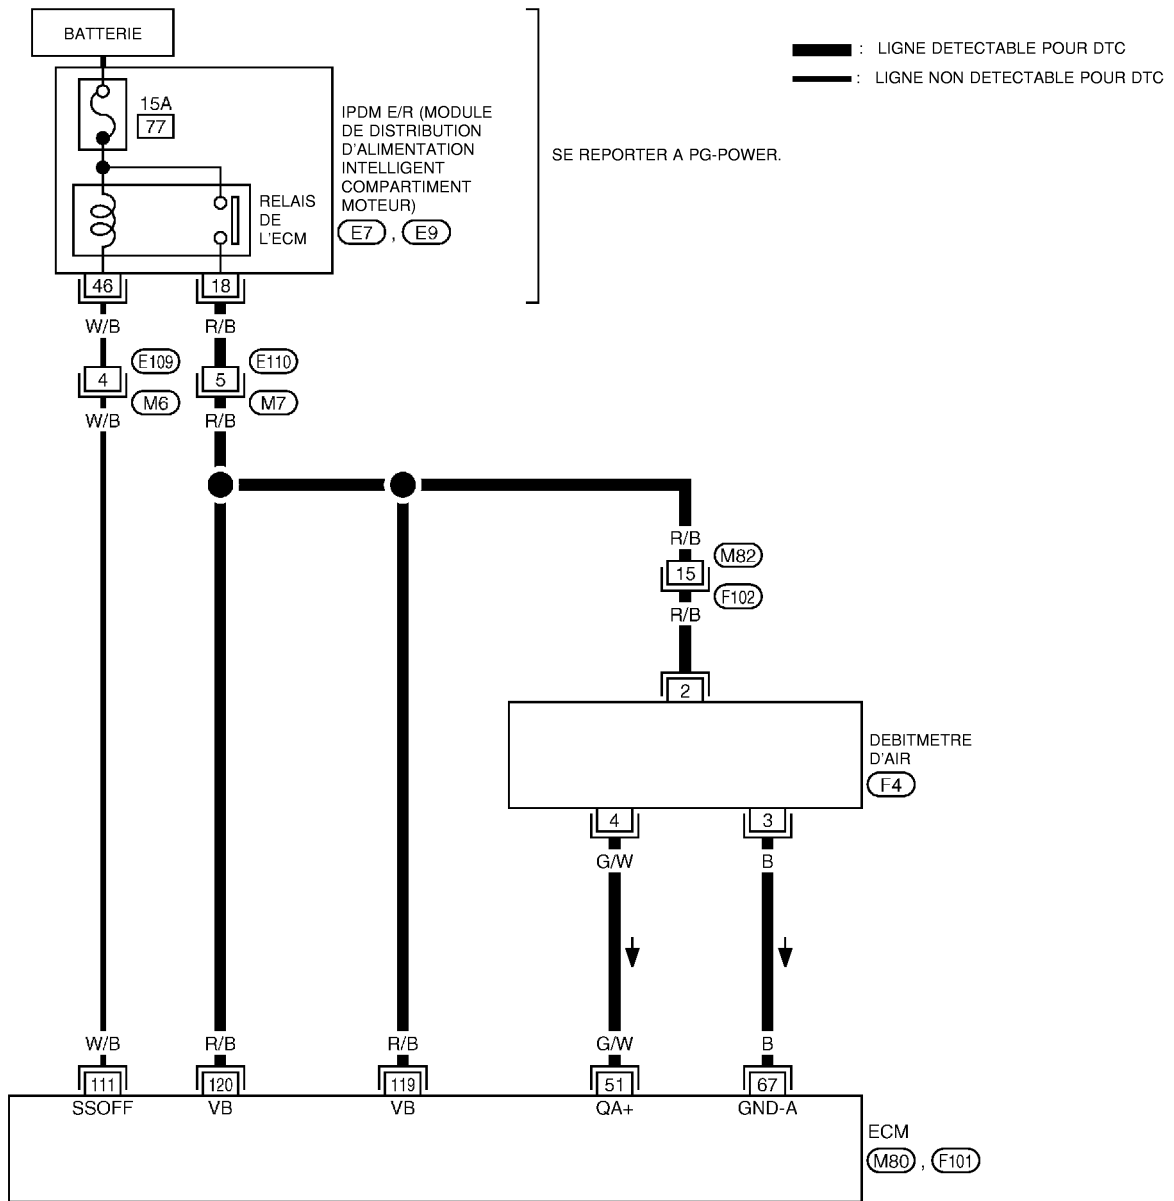 BATTERIE
: LIGNE DETECTABLE POUR DTC
: LIGNE NON DETECTABLE POUR DTC
15A
77
IPDM E/R (MODULE
DE DISTRIBUTION
D'ALIMENTATION
INTELLIGENT
COMPARTIMENT
MOTEUR)
E7 , E9
SE REPORTER A PG-POWER.
RELAIS
DE
L'ECM
46 18
W/B R/B
4 E109 5 E110
M6 M7
W/B R/B
R/B
15 M82
F102
R/B
2
DEBITMETRE
D'AIR
F4
4 3
G/W B
W/B R/B R/B G/W B
111 120 119 51 67
SSOFF VB VB QA+ GND-A
ECM
M80 , F101